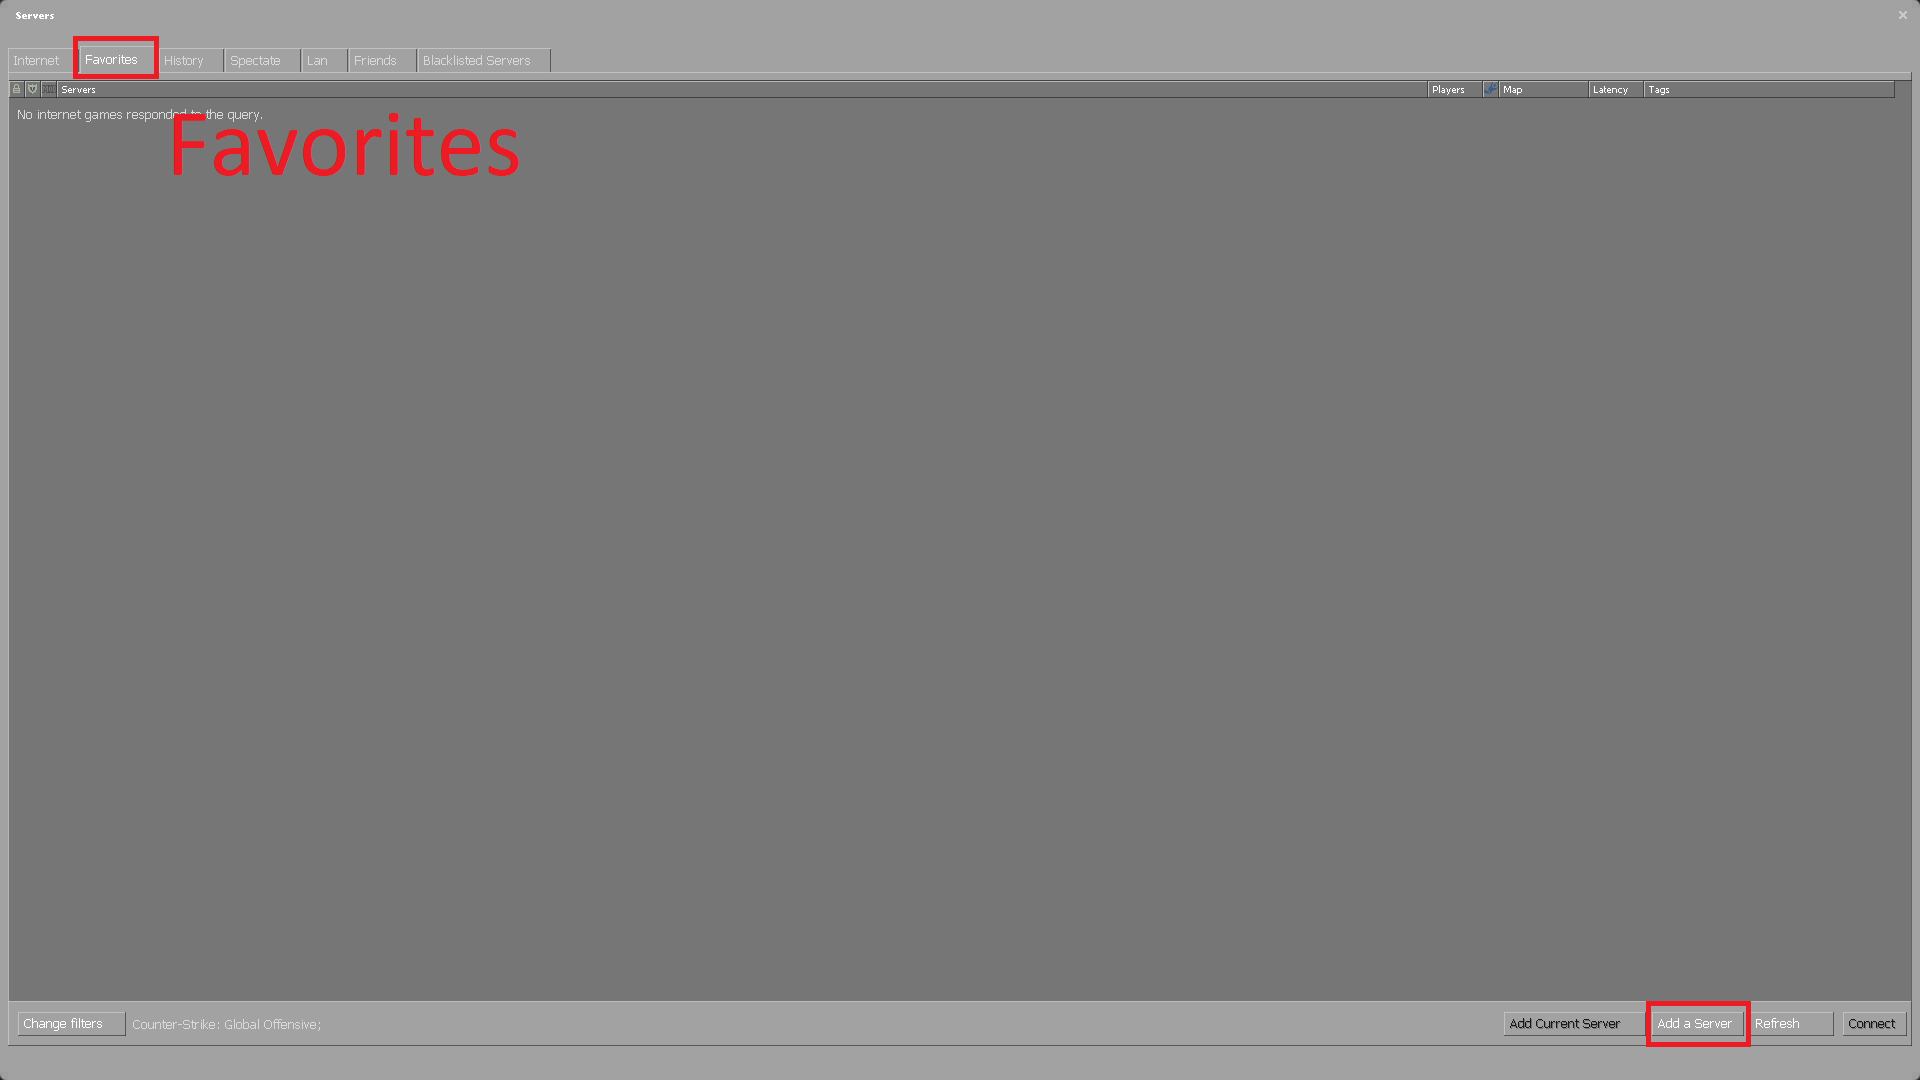 Servers
Internet Favorites History Spectate Lan Friends Blacklisted Servers
Servers Players Map Latency Tags
No internet games responded to the query.
Favorites
Change filters Counter-Strike: Global Offensive; Add Current Server Add a Server Refresh Connect